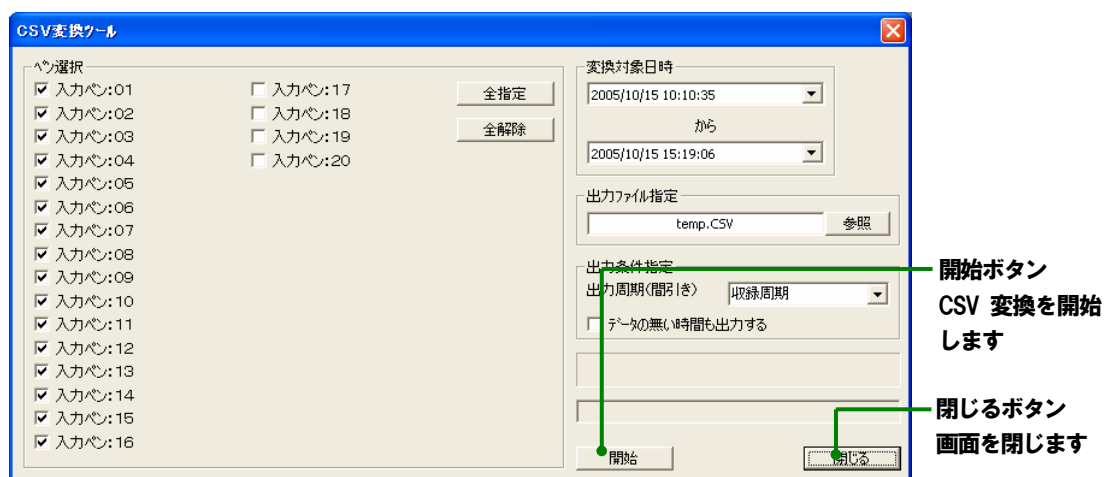 CSV変換ツール
ペン選択
入力ペン:01
入力ペン:02
入力ペン:03
入力ペン:04
入力ペン:05
入力ペン:06
入力ペン:07
入力ペン:08
入力ペン:09
入力ペン:10
入力ペン:11
入力ペン:12
入力ペン:13
入力ペン:14
入力ペン:15
入力ペン:16
入力ペン:17
入力ペン:18
入力ペン:19
入力ペン:20
全指定
全解除
変換対象日時
2005/10/15 10:10:35
から
2005/10/15 15:19:06
出力ファイル指定
temp.CSV
参照
出力条件指定
出力周期(間引き)
収録周期
データの無い時間も出力する
開始
閉じる
開始ボタン
CSV 変換を開始
します
閉じるボタン
画面を閉じます